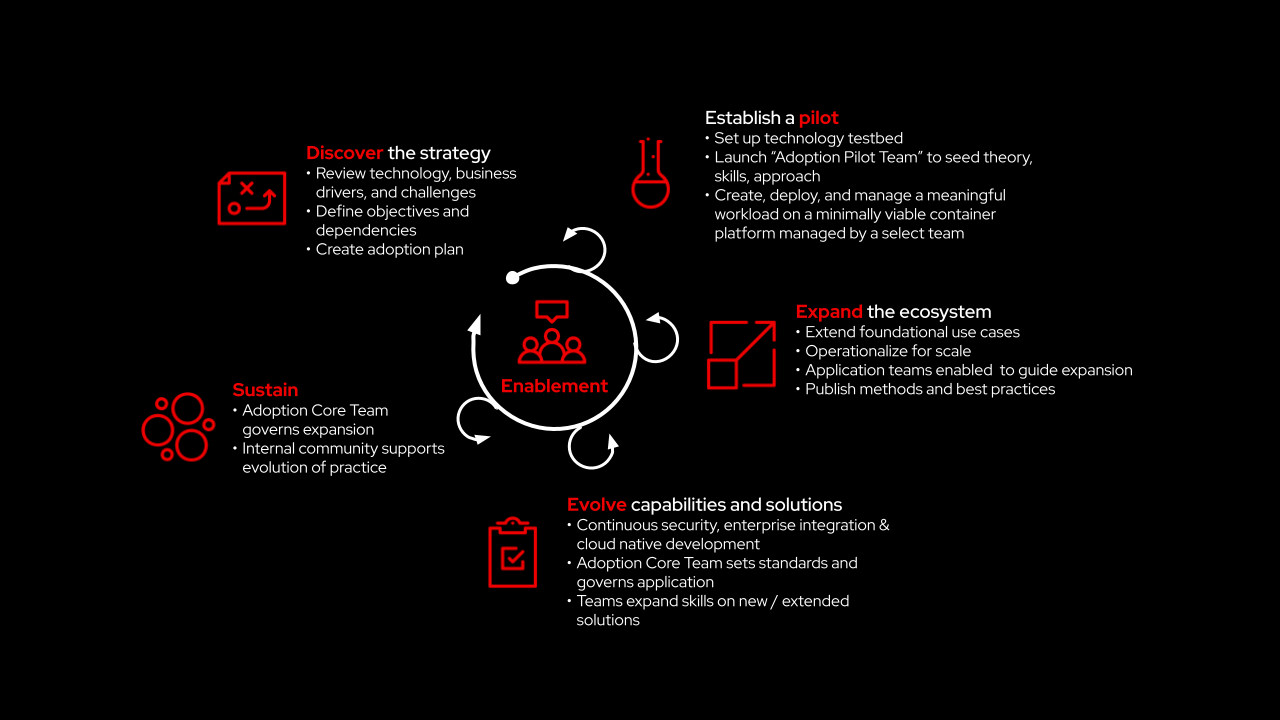 Discover the strategy
• Review technology, business
drivers, and challenges
• Define objectives and
dependencies
• Create adoption plan
Establish a pilot
• Set up technology testbed
• Launch “Adoption Pilot Team” to seed theory,
skills, approach
• Create, deploy, and manage a meaningful
workload on a minimally viable container
platform managed by a select team
Expand the ecosystem
• Extend foundational use cases
• Operationalize for scale
• Application teams enabled  to guide expansion
• Publish methods and best practices
Evolve capabilities and solutions
• Continuous security, enterprise integration &
cloud native development
• Adoption Core Team sets standards and
governs application
• Teams expand skills on new / extended
solutions
Sustain
• Adoption Core Team
governs expansion
• Internal community supports
evolution of practice
Enablement